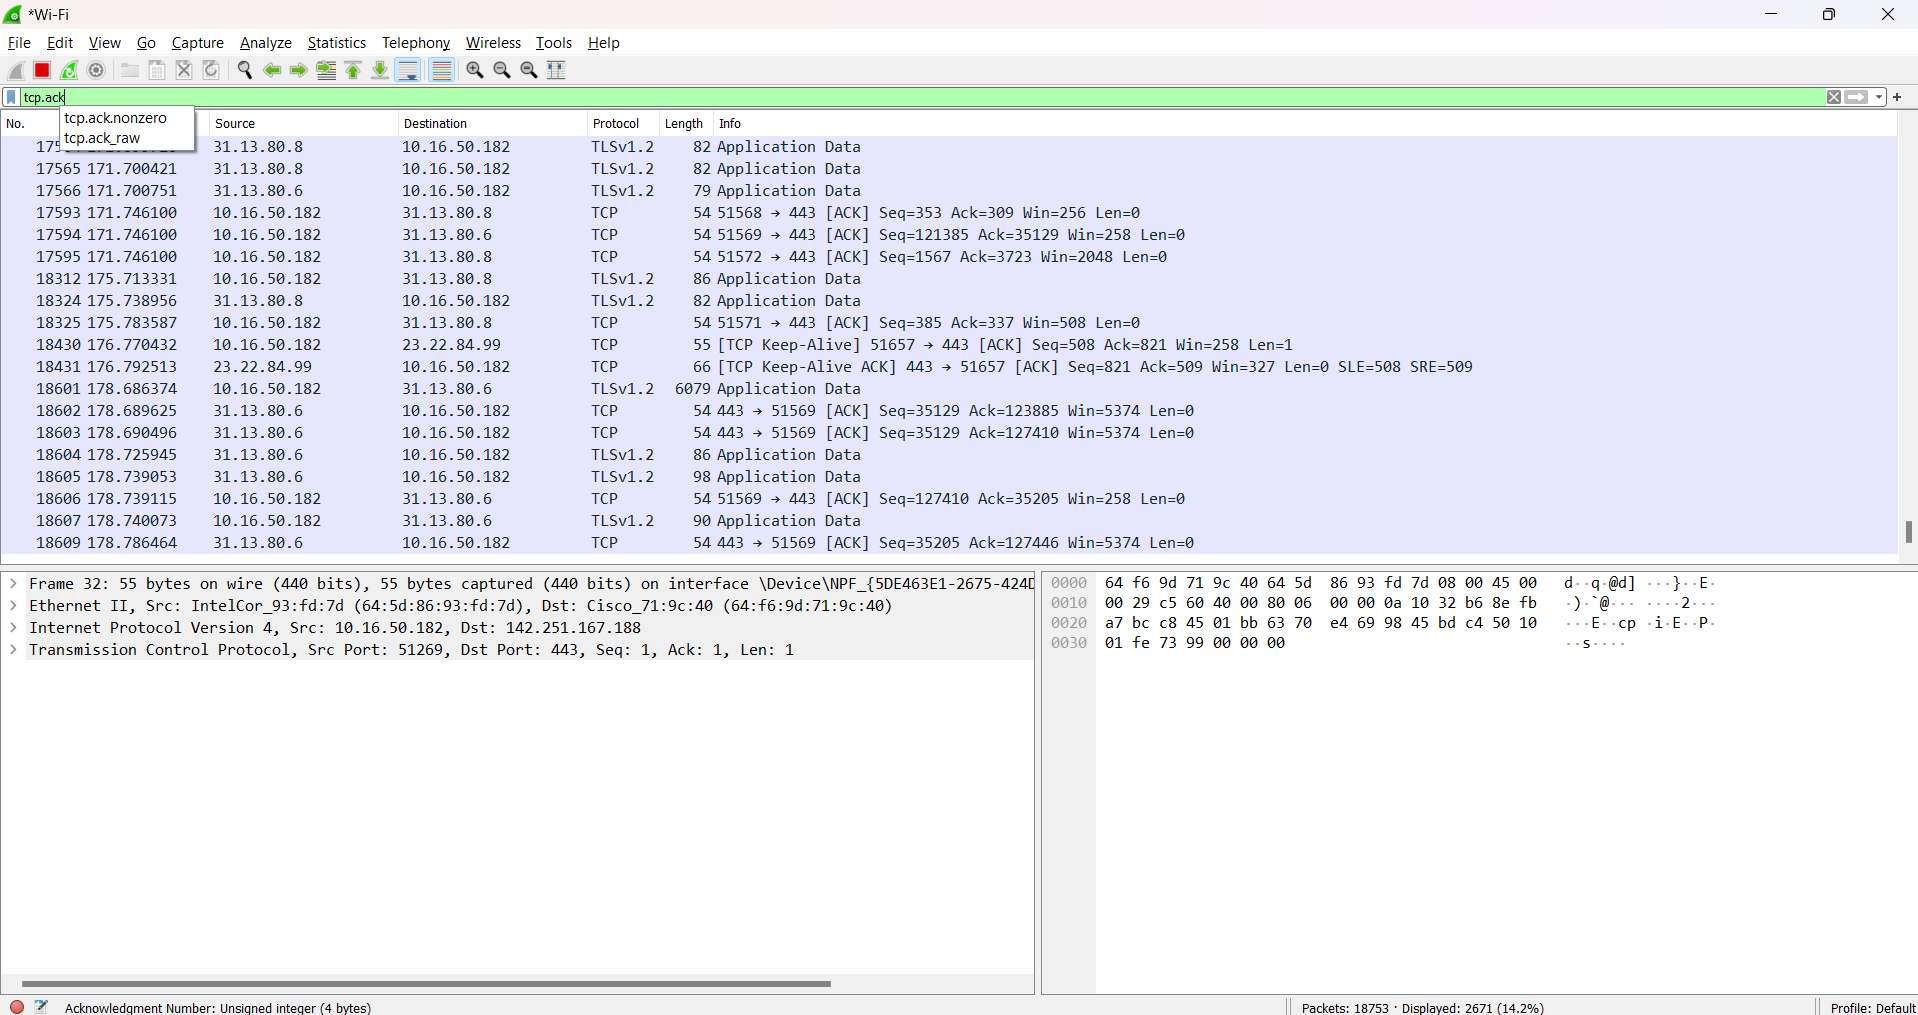 *Wi-Fi
File Edit View Go Capture Analyze Statistics Telephony Wireless Tools Help
tcp.ack
tcp.ack.nonzero
tcp.ack_raw
No. Source Destination Protocol Length Info
31.13.80.8 10.16.50.182 TLSv1.2 82 Application Data
17565 171.700421 31.13.80.8 10.16.50.182 TLSv1.2 82 Application Data
17566 171.700751 31.13.80.6 10.16.50.182 TLSv1.2 79 Application Data
17593 171.746100 10.16.50.182 31.13.80.8 TCP 54 51568 → 443 [ACK] Seq=353 Ack=309 Win=256 Len=0
17594 171.746100 10.16.50.182 31.13.80.6 TCP 54 51569 → 443 [ACK] Seq=121385 Ack=35129 Win=258 Len=0
17595 171.746100 10.16.50.182 31.13.80.8 TCP 54 51572 → 443 [ACK] Seq=1567 Ack=3723 Win=2048 Len=0
18312 175.713331 10.16.50.182 31.13.80.8 TLSv1.2 86 Application Data
18324 175.738956 31.13.80.8 10.16.50.182 TLSv1.2 82 Application Data
18325 175.783587 10.16.50.182 31.13.80.8 TCP 54 51571 → 443 [ACK] Seq=385 Ack=337 Win=508 Len=0
18430 176.770432 10.16.50.182 23.22.84.99 TCP 55 [TCP Keep-Alive] 51657 → 443 [ACK] Seq=508 Ack=821 Win=258 Len=1
18431 176.792513 23.22.84.99 10.16.50.182 TCP 66 [TCP Keep-Alive ACK] 443 → 51657 [ACK] Seq=821 Ack=509 Win=327 Len=0 SLE=508 SRE=509
18601 178.686374 10.16.50.182 31.13.80.6 TLSv1.2 6079 Application Data
18602 178.689625 31.13.80.6 10.16.50.182 TCP 54 443 → 51569 [ACK] Seq=35129 Ack=123885 Win=5374 Len=0
18603 178.690496 31.13.80.6 10.16.50.182 TCP 54 443 → 51569 [ACK] Seq=35129 Ack=127410 Win=5374 Len=0
18604 178.725945 31.13.80.6 10.16.50.182 TLSv1.2 86 Application Data
18605 178.739053 31.13.80.6 10.16.50.182 TLSv1.2 98 Application Data
18606 178.739115 10.16.50.182 31.13.80.6 TCP 54 51569 → 443 [ACK] Seq=127410 Ack=35205 Win=258 Len=0
18607 178.740073 10.16.50.182 31.13.80.6 TLSv1.2 90 Application Data
18609 178.786464 31.13.80.6 10.16.50.182 TCP 54 443 → 51569 [ACK] Seq=35205 Ack=127446 Win=5374 Len=0
Frame 32: 55 bytes on wire (440 bits), 55 bytes captured (440 bits) on interface \Device\NPF_{5DE463E1-2675-424D
Ethernet II, Src: IntelCor_93:fd:7d (64:5d:86:93:fd:7d), Dst: Cisco_71:9c:40 (64:f6:9d:71:9c:40)
Internet Protocol Version 4, Src: 10.16.50.182, Dst: 142.251.167.188
Transmission Control Protocol, Src Port: 51269, Dst Port: 443, Seq: 1, Ack: 1, Len: 1
0000 64 f6 9d 71 9c 40 64 5d 86 93 fd 7d 08 00 45 00 d··q·@d] ···}··E·
0010 00 29 c5 60 40 00 80 06 00 00 0a 10 32 b6 8e fb ·)·`@··· ····2···
0020 a7 bc c8 45 01 bb 63 70 e4 69 98 45 bd c4 50 10 ···E··cp ·i·E··P·
0030 01 fe 73 99 00 00 00 ··s····
Acknowledgment Number: Unsigned integer (4 bytes)
Packets: 18753 · Displayed: 2671 (14.2%)
Profile: Default